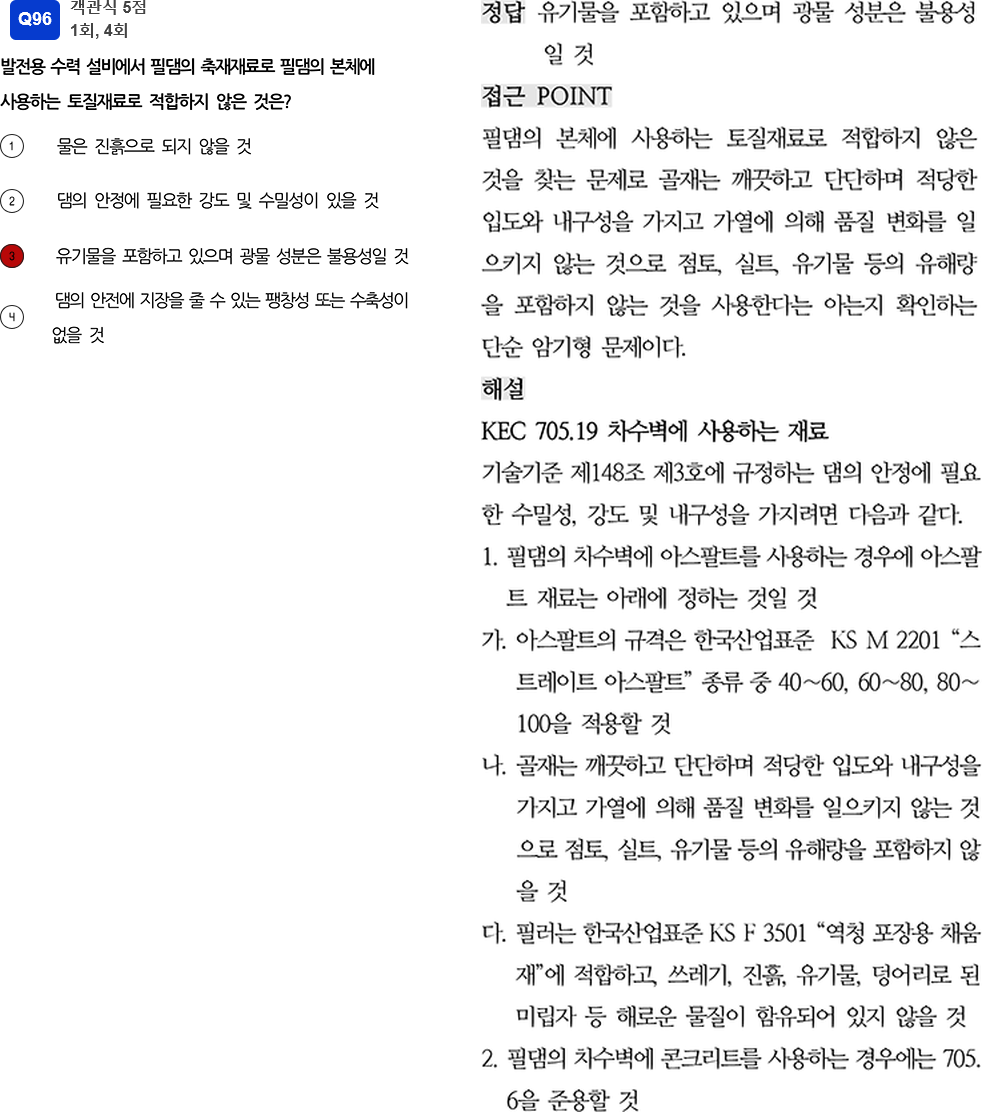 Q96
객관식 5점
1회, 4회
발전용 수력 설비에서 필댐의 축재재료로 필댐의 본체에
사용하는 토질재료로 적합하지 않은 것은?
1 물은 진흙으로 되지 않을 것
2 댐의 안정에 필요한 강도 및 수밀성이 있을 것
3 유기물을 포함하고 있으며 광물 성분은 불용성일 것
4 댐의 안전에 지장을 줄 수 있는 팽창성 또는 수축성이
없을 것
정답 유기물을 포함하고 있으며 광물 성분은 불용성
일 것
접근 POINT
필댐의 본체에 사용하는 토질재료로 적합하지 않은
것을 찾는 문제로 골재는 깨끗하고 단단하며 적당한
입도와 내구성을 가지고 가열에 의해 품질 변화를 일
으키지 않는 것으로 점토, 실트, 유기물 등의 유해량
을 포함하지 않는 것을 사용한다는 아는지 확인하는
단순 암기형 문제이다.
해설
KEC 705.19 차수벽에 사용하는 재료
기술기준 제148조 제3호에 규정하는 댐의 안정에 필요
한 수밀성, 강도 및 내구성을 가지려면 다음과 같다.
1. 필댐의 차수벽에 아스팔트를 사용하는 경우에 아스팔
트 재료는 아래에 정하는 것일 것
가. 아스팔트의 규격은 한국산업표준 KS M 2201 “스
트레이트 아스팔트” 종류 중 40~60, 60~80, 80~
100을 적용할 것
나. 골재는 깨끗하고 단단하며 적당한 입도와 내구성을
가지고 가열에 의해 품질 변화를 일으키지 않는 것
으로 점토, 실트, 유기물 등의 유해량을 포함하지 않
을 것
다. 필러는 한국산업표준 KS F 3501 “역청 포장용 채움
재”에 적합하고, 쓰레기, 진흙, 유기물, 덩어리로 된
미립자 등 해로운 물질이 함유되어 있지 않을 것
2. 필댐의 차수벽에 콘크리트를 사용하는 경우에는 705.
6을 준용할 것